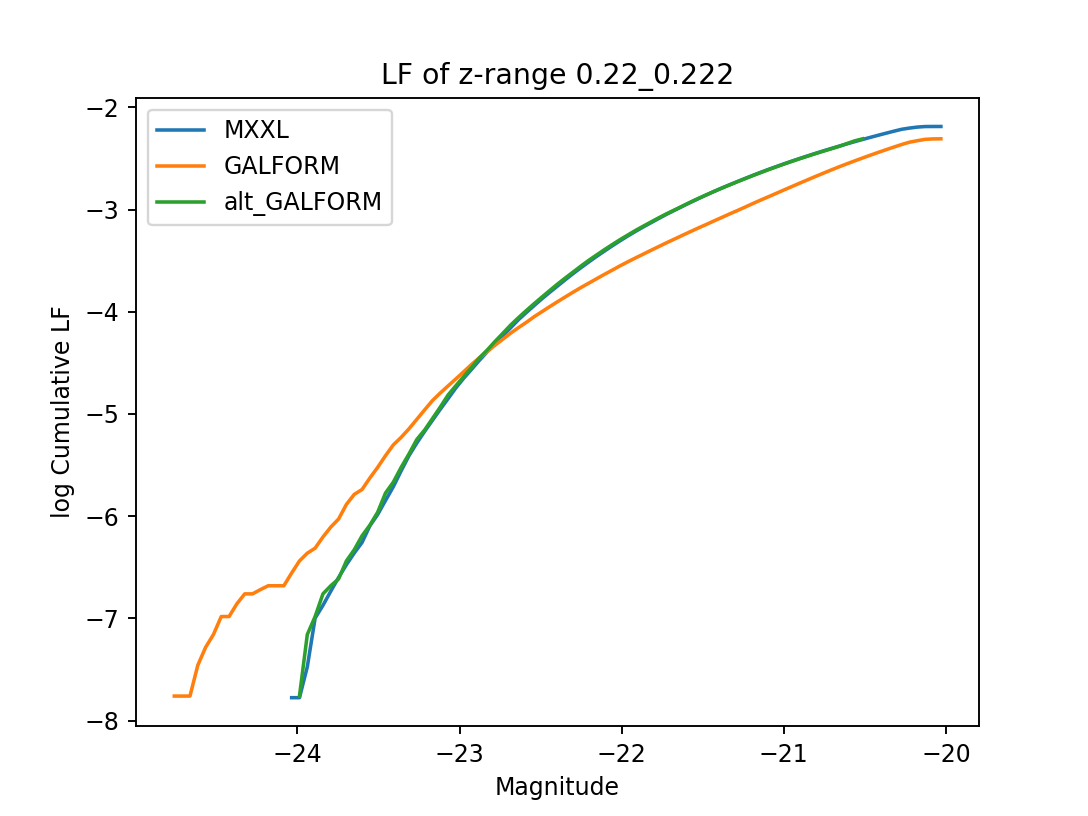 LF of z-range 0.22_0.222
MXXL
GALFORM
alt_GALFORM
log Cumulative LF
−2
−3
−4
−5
−6
−7
−8
−24
−23
−22
−21
−20
Magnitude